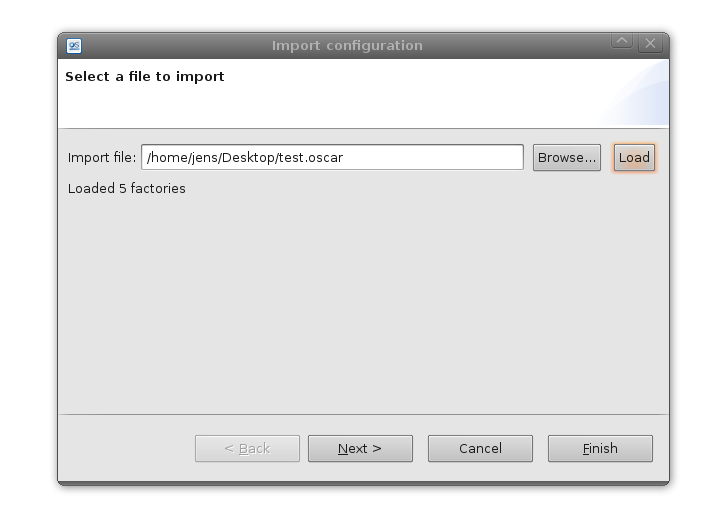 Import configuration
Select a file to import
Import file: /home/jens/Desktop/test.oscar Browse... Load
Loaded 5 factories
< Back Next > Cancel Finish